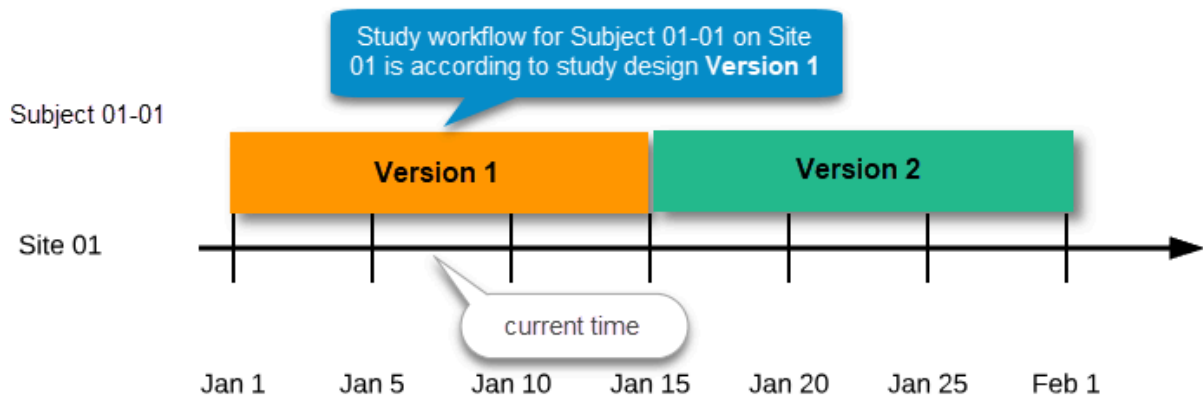 Study workflow for Subject 01-01 on Site
01 is according to study design Version 1
Subject 01-01
Version 1
Version 2
Site 01
current time
Jan 1
Jan 5
Jan 10
Jan 15
Jan 20
Jan 25
Feb 1